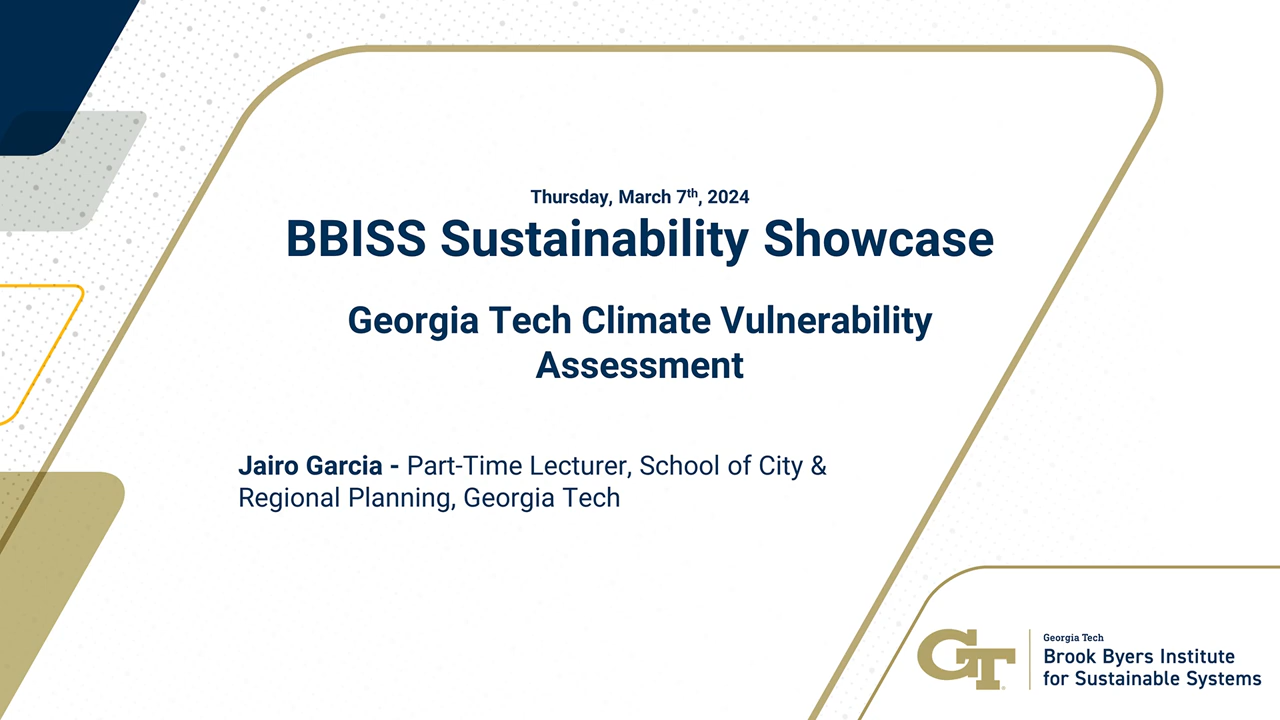 Thursday, March 7th, 2024
BBISS Sustainability Showcase
Georgia Tech Climate Vulnerability
Assessment
Jairo Garcia - Part-Time Lecturer, School of City &
Regional Planning, Georgia Tech
GT
Georgia Tech
Brook Byers Institute
for Sustainable Systems